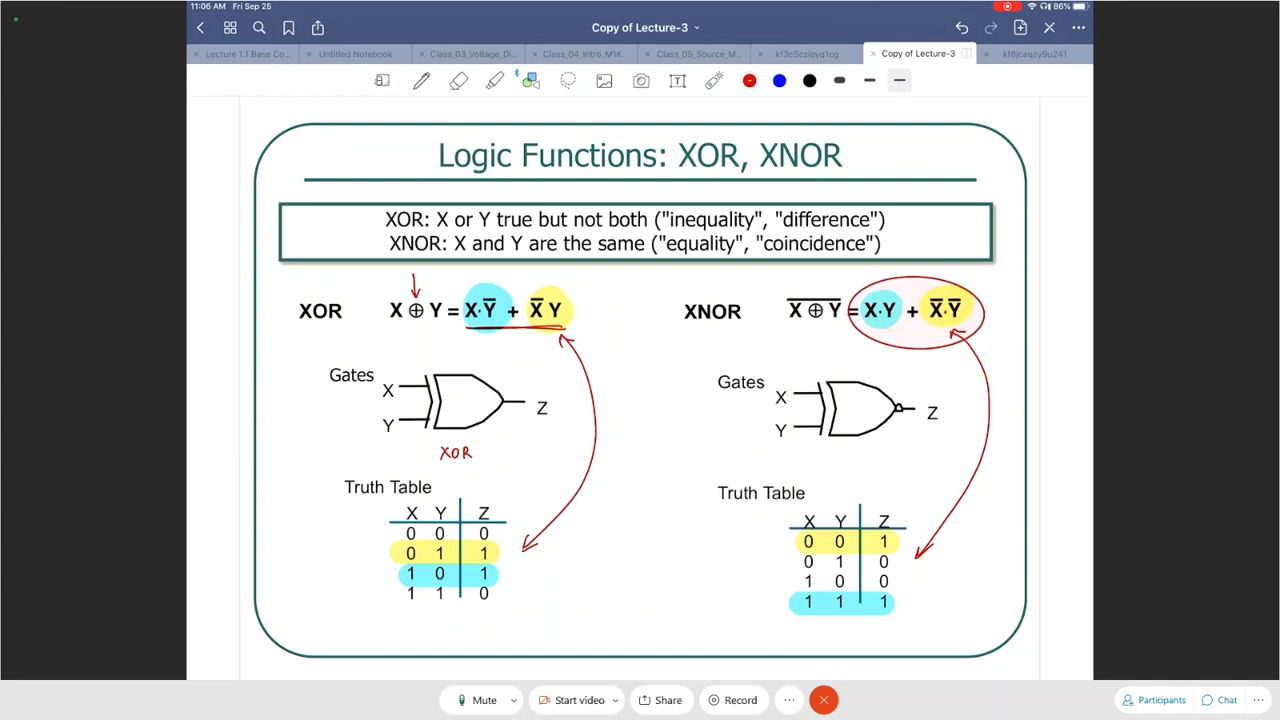 11:06 AM Fri Sep 25
86%
Copy of Lecture-3
Lecture 1.1 Base Co...
Untitled Notebook
Class_03_Voltage_Di...
Class_04_Intro_M1K
Class_05_Source_M...
kf3c5czloyq1cg
Copy of Lecture-3
kf8jcaqzy9u241
Logic Functions: XOR, XNOR
XOR: X or Y true but not both ("inequality", "difference")
XNOR: X and Y are the same ("equality", "coincidence")
XOR X ⊕ Y = X·Y̅ + X̅ Y
Gates
X
Y
Z
XOR
Truth Table
X Y Z
0 0 0
0 1 1
1 0 1
1 1 0
XNOR X̅ ̅⊕̅ ̅Y̅ = X·Y + X̅·Y̅
Gates
X
Y
Z
Truth Table
X Y Z
0 0 1
0 1 0
1 0 0
1 1 1
Mute
Start video
Share
Record
Participants
Chat